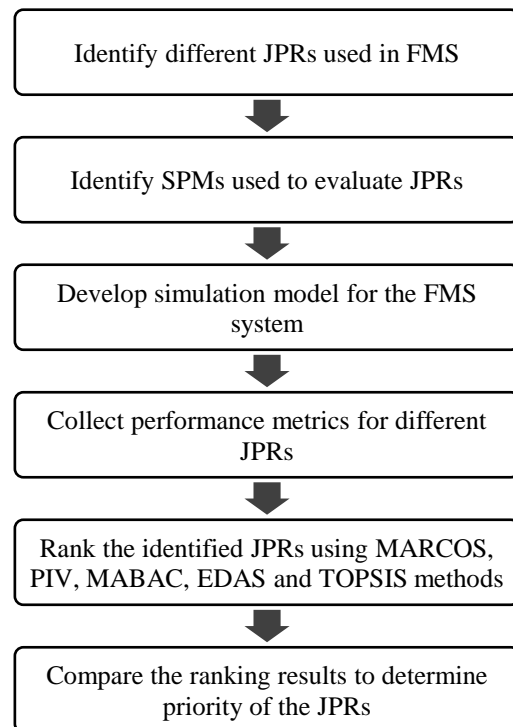 Identify different JPRs used in FMS
Identify SPMs used to evaluate JPRs
Develop simulation model for the FMS
system
Collect performance metrics for different
JPRs
Rank the identified JPRs using MARCOS,
PIV, MABAC, EDAS and TOPSIS methods
Compare the ranking results to determine
priority of the JPRs